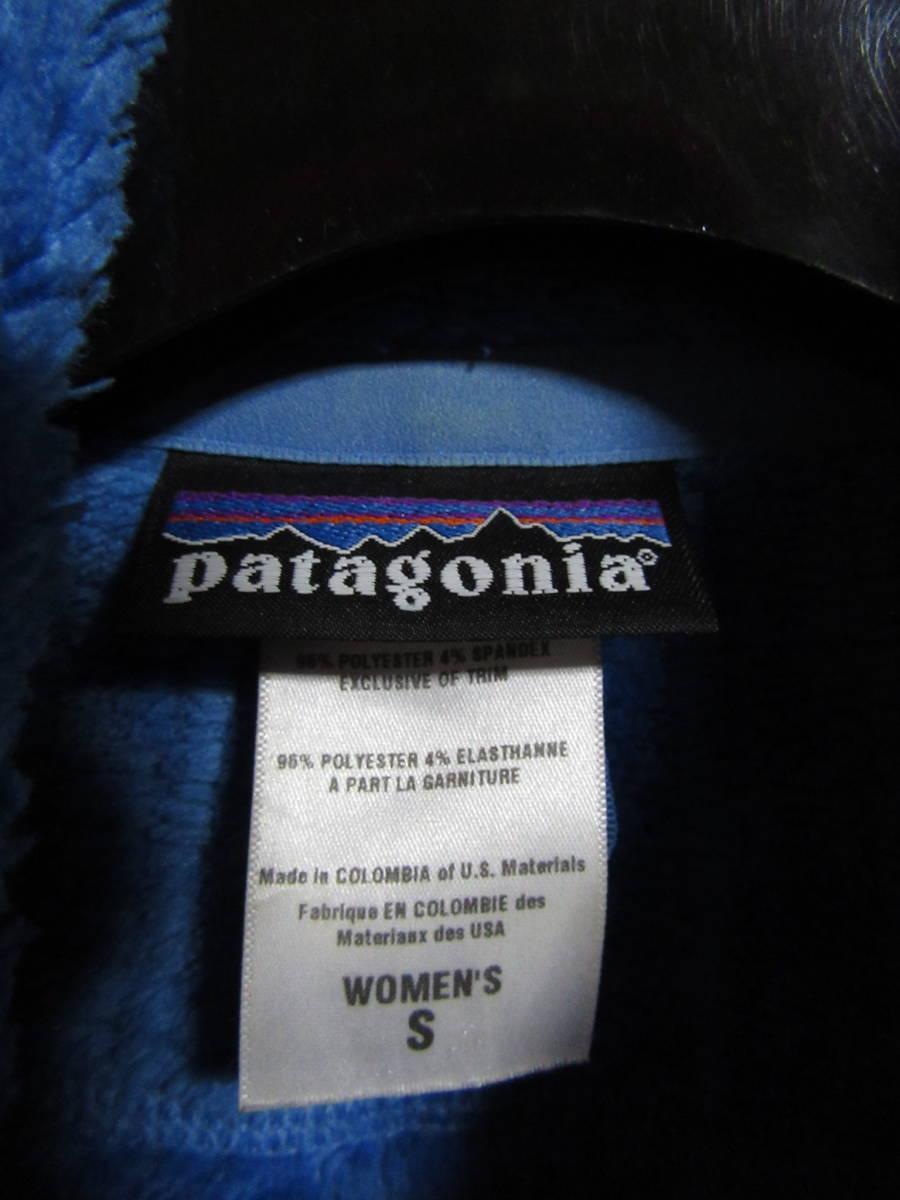 patagonia®
96% POLYESTER 4% SPANDEX
EXCLUSIVE OF TRIM
96% POLYESTER 4% ELASTHANNE
A PART LA GARNITURE
Made in COLOMBIA of U.S. Materials
Fabrique EN COLOMBIE des
Materiaux des USA
WOMEN'S
S